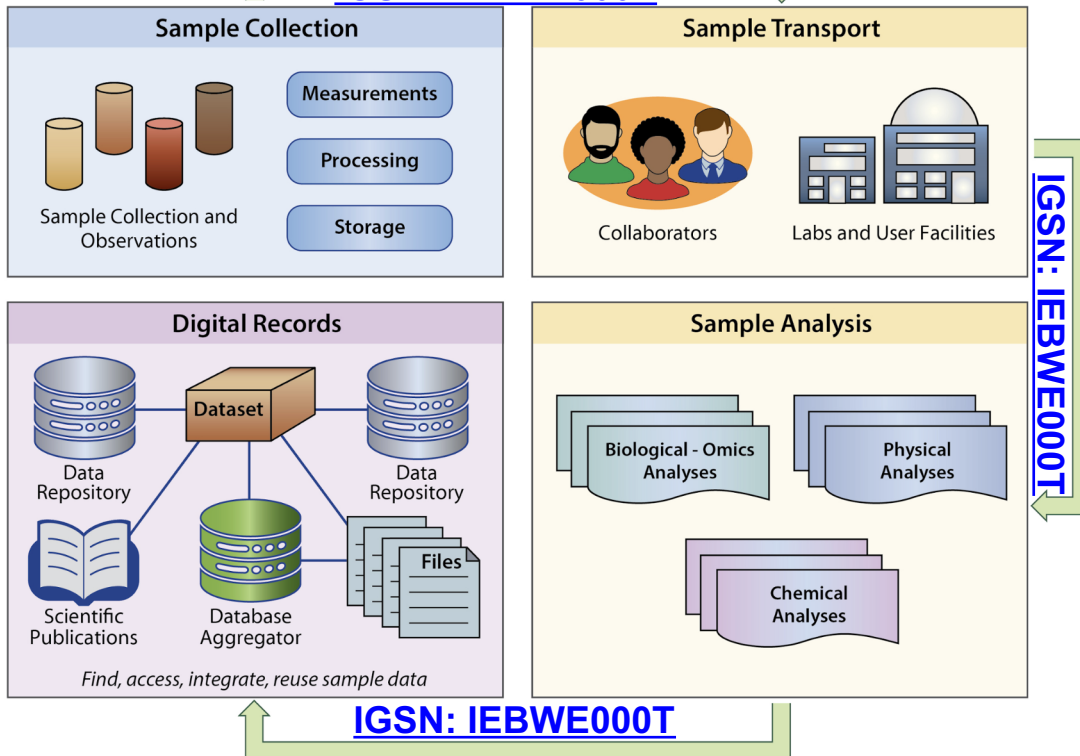 Sample Collection
Measurements
Processing
Storage
Sample Collection and
Observations
Sample Transport
Collaborators
Labs and User Facilities
IGSN: IEBWE000T
Digital Records
Dataset
Data
Repository
Data
Repository
Files
Scientific
Publications
Database
Aggregator
Find, access, integrate, reuse sample data
Sample Analysis
Biological - Omics
Analyses
Physical
Analyses
Chemical
Analyses
IGSN: IEBWE000T